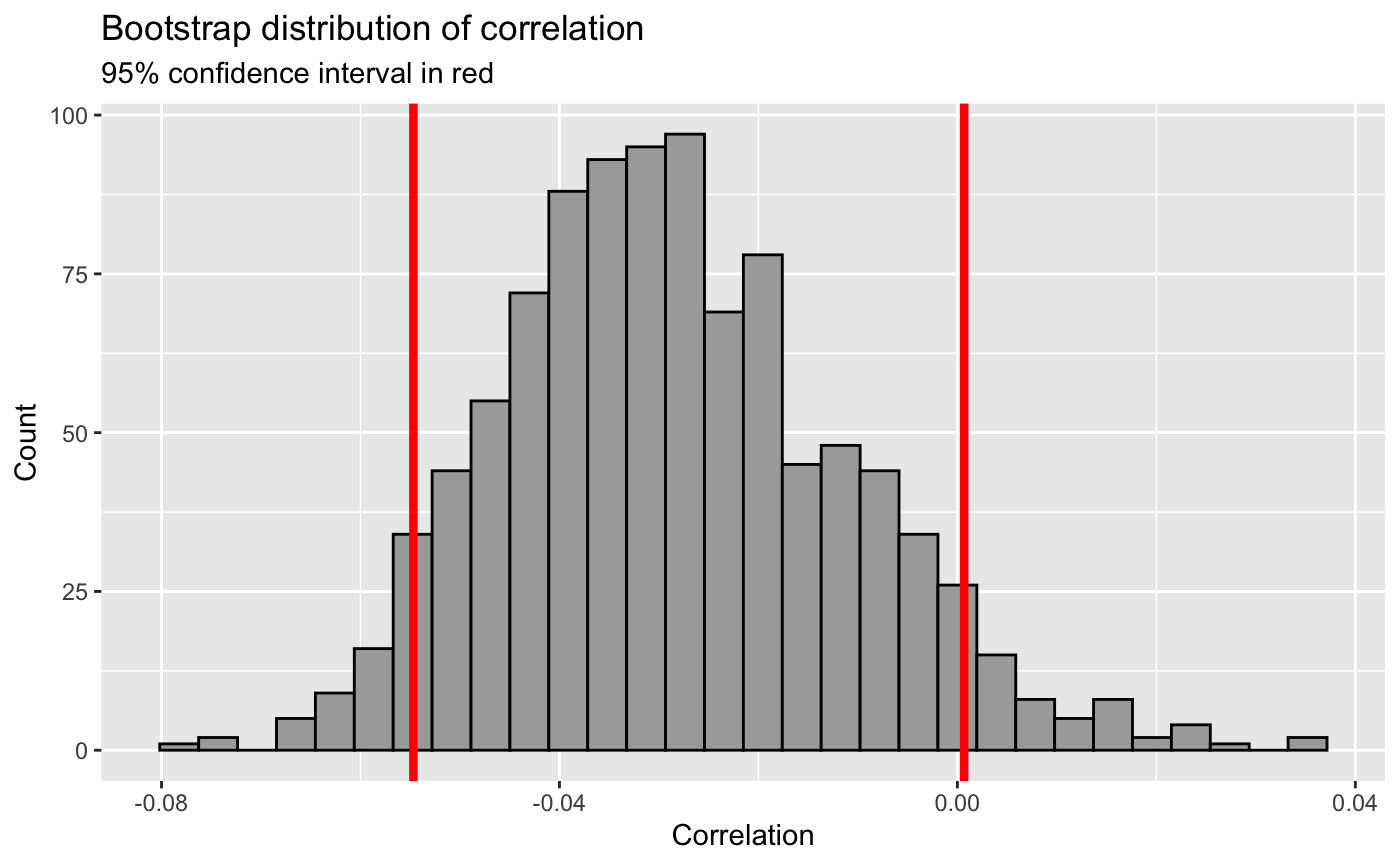 Bootstrap distribution of correlation
95% confidence interval in red
100
75
50
25
0
Count
-0.08
-0.04
0.00
0.04
Correlation